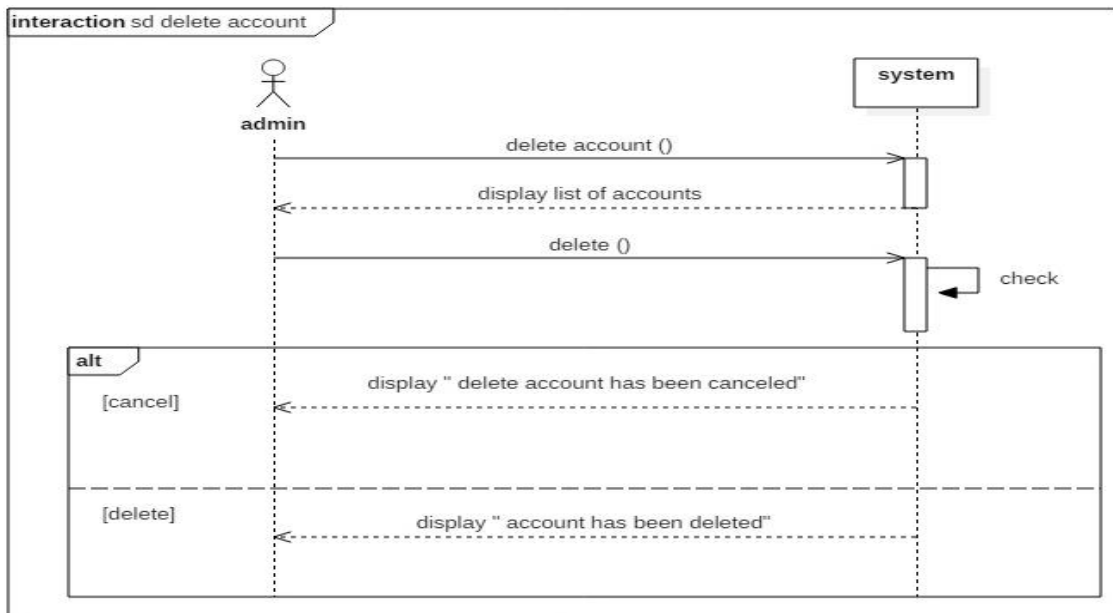 interaction sd delete account
system
admin
delete account ()
display list of accounts
delete ()
check
alt
display " delete account has been canceled"
[cancel]
[delete]
display " account has been deleted"